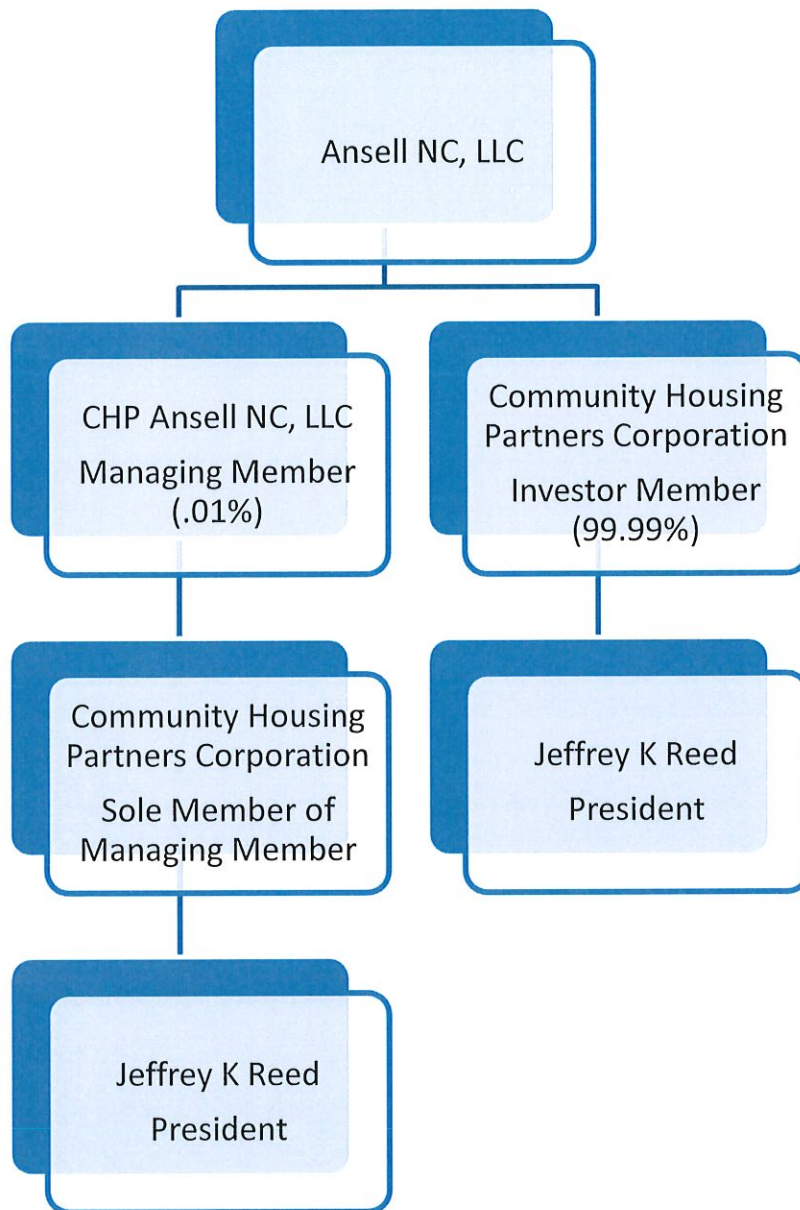 Ansell NC, LLC
CHP Ansell NC, LLC
Managing Member
(.01%)
Community Housing
Partners Corporation
Investor Member
(99.99%)
Community Housing
Partners Corporation
Sole Member of
Managing Member
Jeffrey K Reed
President
Jeffrey K Reed
President